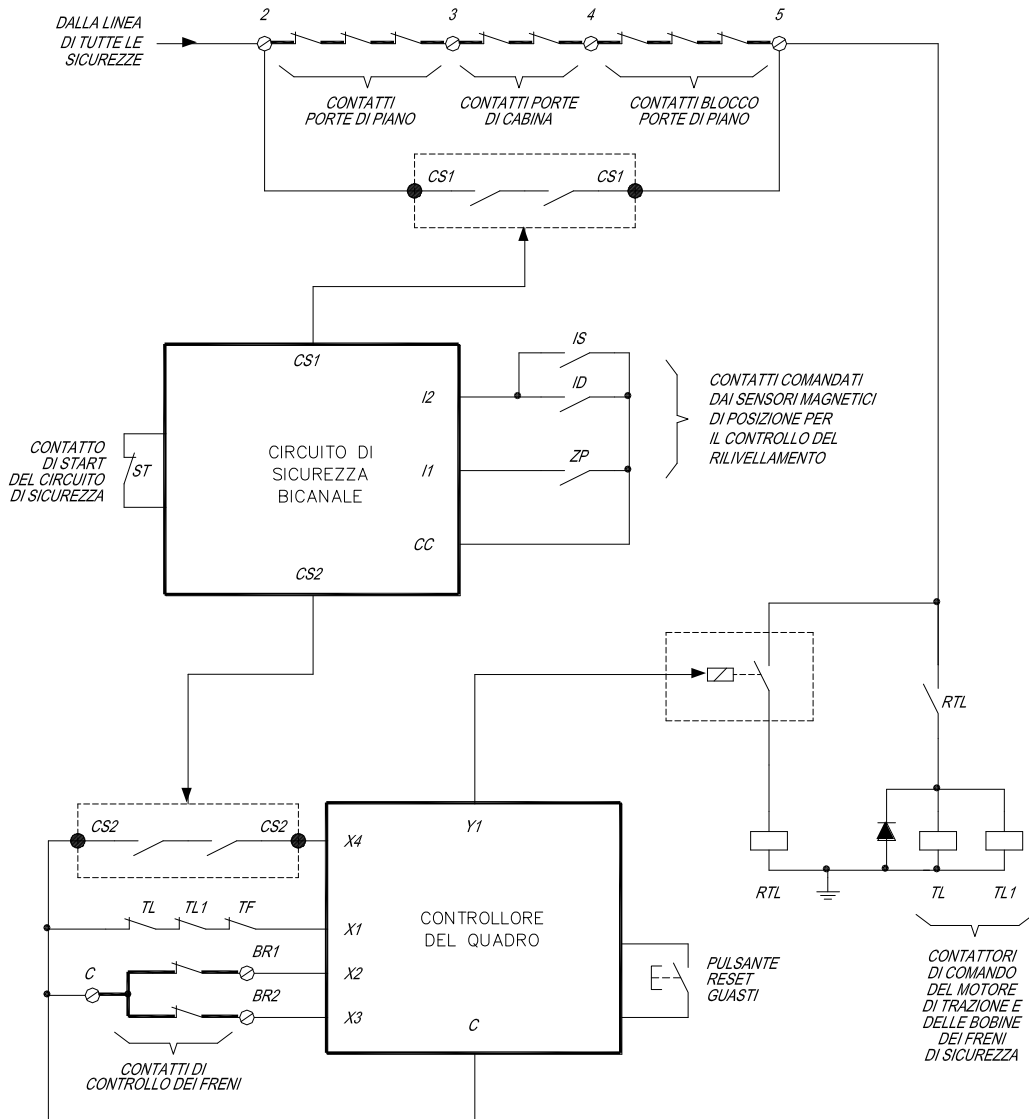 DALLA LINEA
DI TUTTE LE
SICUREZZE
2
3
4
5
CONTATTI
PORTE DI PIANO
CONTATTI PORTE
DI CABINA
CONTATTI BLOCCO
PORTE DI PIANO
CS1
CS1
CS1
I2
I1
CC
CS2
CIRCUITO DI
SICUREZZA
BICANALE
IS
ID
ZP
CONTATTI COMANDATI
DAI SENSORI MAGNETICI
DI POSIZIONE PER
IL CONTROLLO DEL
RILIVELLAMENTO
CONTATTO
DI START
DEL CIRCUITO
DI SICUREZZA
ST
RTL
CS2
CS2
X4
Y1
TL
TL1
TF
X1
CONTROLLORE
DEL QUADRO
C
BR1
X2
BR2
X3
C
CONTATTI DI
CONTROLLO DEI FRENI
PULSANTE
RESET
GUASTI
RTL
TL
TL1
CONTATTORI
DI COMANDO
DEL MOTORE
DI TRAZIONE E
DELLE BOBINE
DEI FRENI
DI SICUREZZA